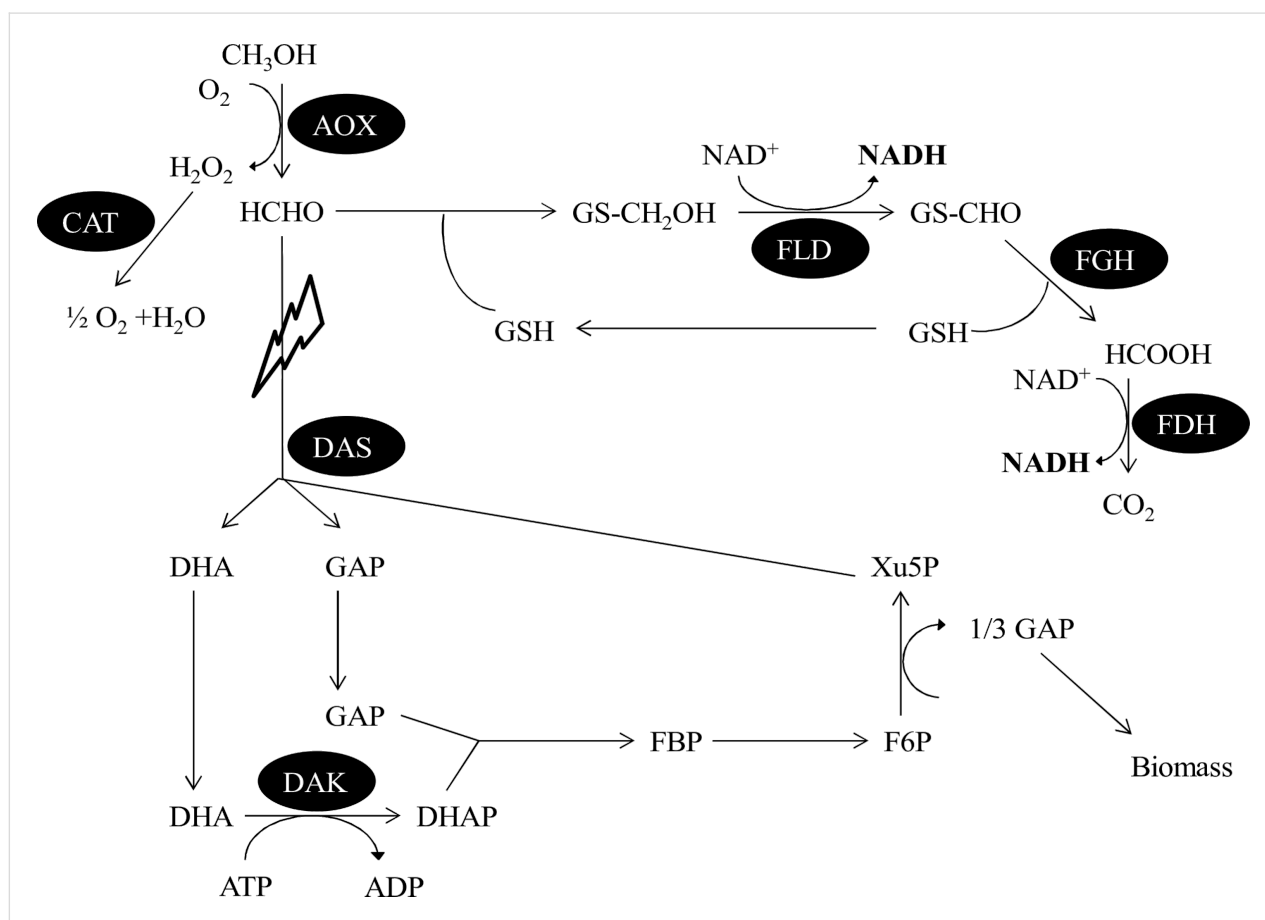 CH₃OH
O₂
AOX
H₂O₂
NAD⁺
NADH
CAT
HCHO
GS-CH₂OH
GS-CHO
FLD
FGH
½ O₂ +H₂O
GSH
GSH
HCOOH
NAD⁺
FDH
DAS
NADH
CO₂
DHA
GAP
Xu5P
1/3 GAP
GAP
FBP
F6P
Biomass
DAK
DHA
DHAP
ATP
ADP